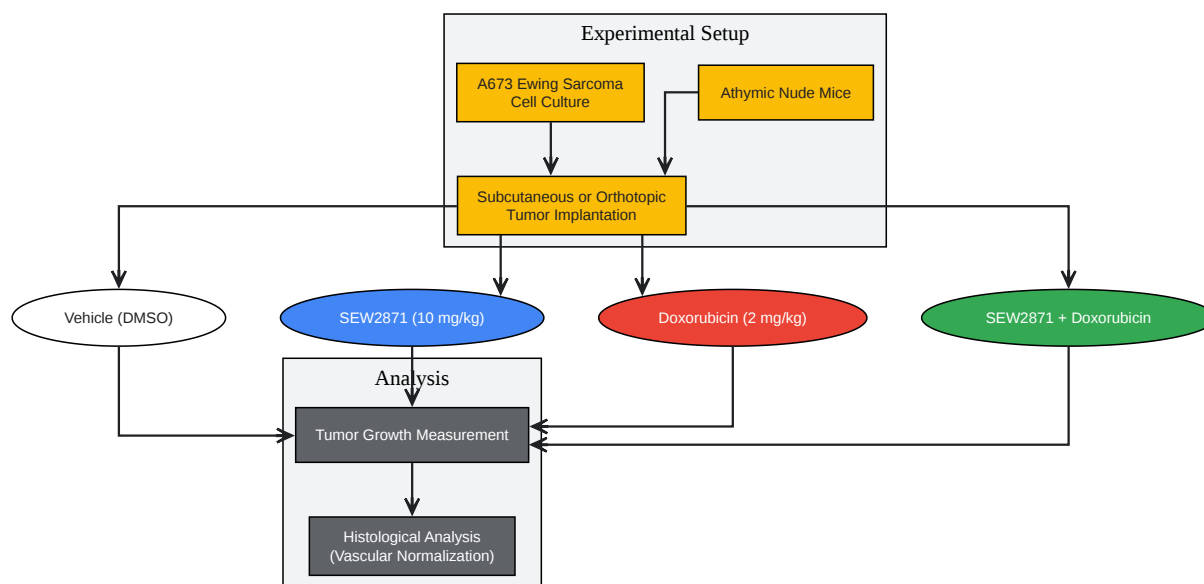 Experimental Setup
A673 Ewing Sarcoma
Cell Culture
Athymic Nude Mice
Subcutaneous or Orthotopic
Tumor Implantation
Vehicle (DMSO)
SEW2871 (10 mg/kg)
Doxorubicin (2 mg/kg)
SEW2871 + Doxorubicin
Analysis
Tumor Growth Measurement
Histological Analysis
(Vascular Normalization)